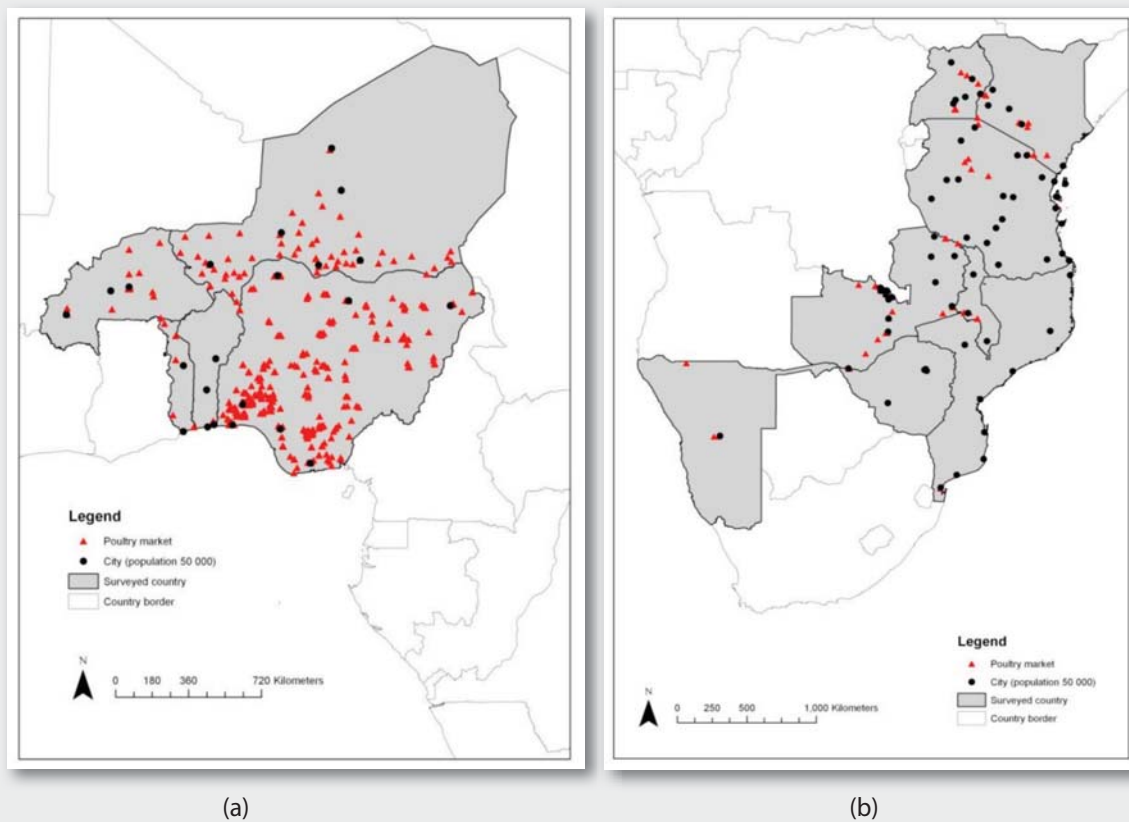 Legend
Poultry market
City (population 50 000)
Surveyed country
Country border
N
0 180 360 720 Kilometers
(a)
Legend
Poultry market
City (population 50 000)
Surveyed country
Country border
N
0 250 500 1,000 Kilometers
(b)